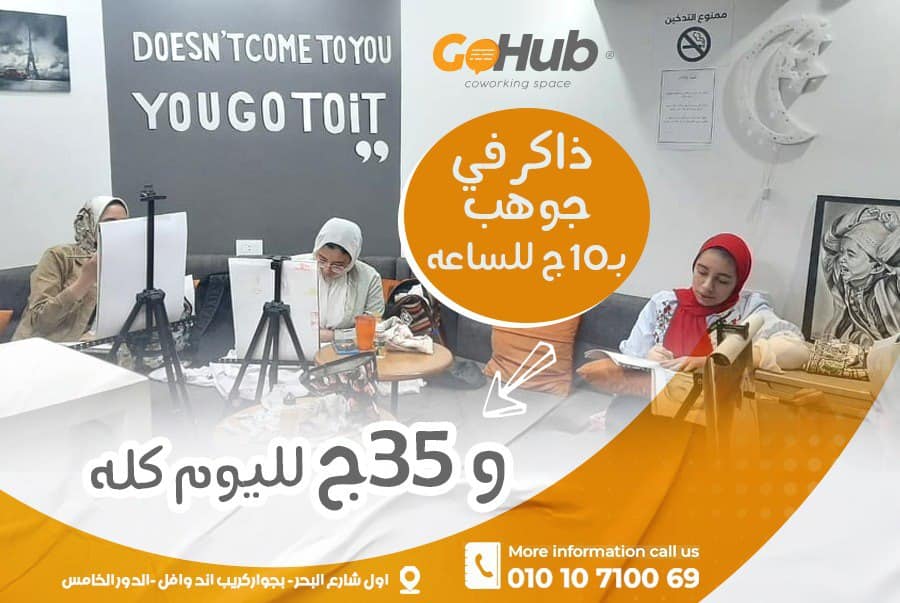 DOESN'T COME TO YOU
YOU GO TO iT
”
GoHub ®
coworking space
ممنوع التدخين
ذاكر في
جوهب
بـ10ج للساعه
و 35ج لليوم كله
More information call us
010 10 7100 69
اول شارع البحر- بجوار كريب اند وافل -الدور الخامس